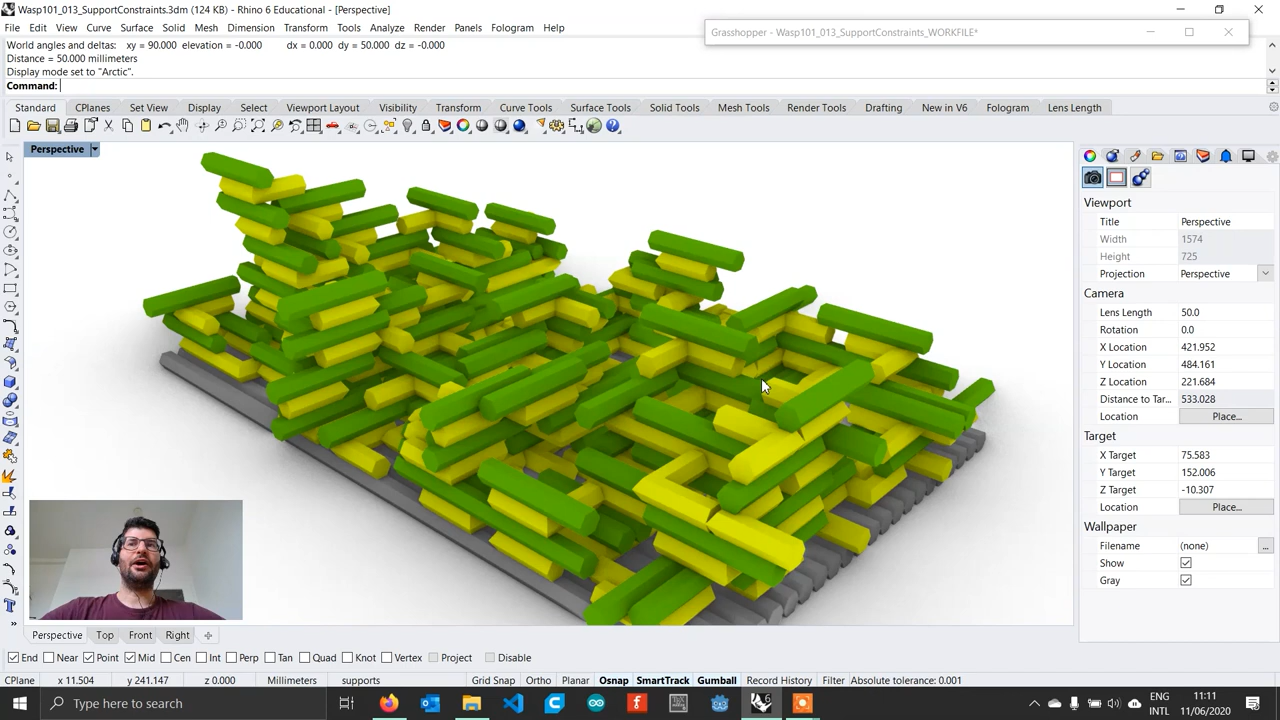 Wasp101_013_SupportConstraints.3dm (124 KB) - Rhino 6 Educational - [Perspective]
File Edit View Curve Surface Solid Mesh Dimension Transform Tools Analyze Render Panels Fologram Help
Grasshopper - Wasp101_013_SupportConstraints_WORKFILE*
World angles and deltas: xy = 90.000 elevation = -0.000 dx = 0.000 dy = 50.000 dz = -0.000
Distance = 50.000 millimeters
Display mode set to "Arctic".
Command:
Standard CPlanes Set View Display Select Viewport Layout Visibility Transform Curve Tools Surface Tools Solid Tools Mesh Tools Render Tools Drafting New in V6 Fologram Lens Length
Perspective
Viewport
Title Perspective
Width 1574
Height 725
Projection Perspective
Camera
Lens Length 50.0
Rotation 0.0
X Location 421.952
Y Location 484.161
Z Location 221.684
Distance to Tar... 533.028
Location Place...
Target
X Target 75.583
Y Target 152.006
Z Target -10.307
Location Place...
Wallpaper
Filename (none) ...
Show
Gray
Perspective Top Front Right
End Near Point Mid Cen Int Perp Tan Quad Knot Vertex Project Disable
CPlane x 11.504 y 241.147 z 0.000 Millimeters supports Grid Snap Ortho Planar Osnap SmartTrack Gumball Record History Filter Absolute tolerance: 0.001
Type here to search
ENG
INTL
11:11
11/06/2020